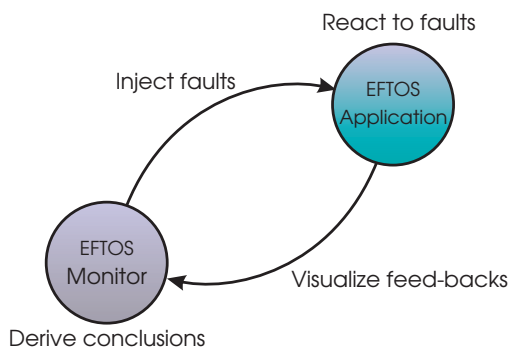 React to faults
Inject faults
EFTOS
Application
EFTOS
Monitor
Visualize feed-backs
Derive conclusions